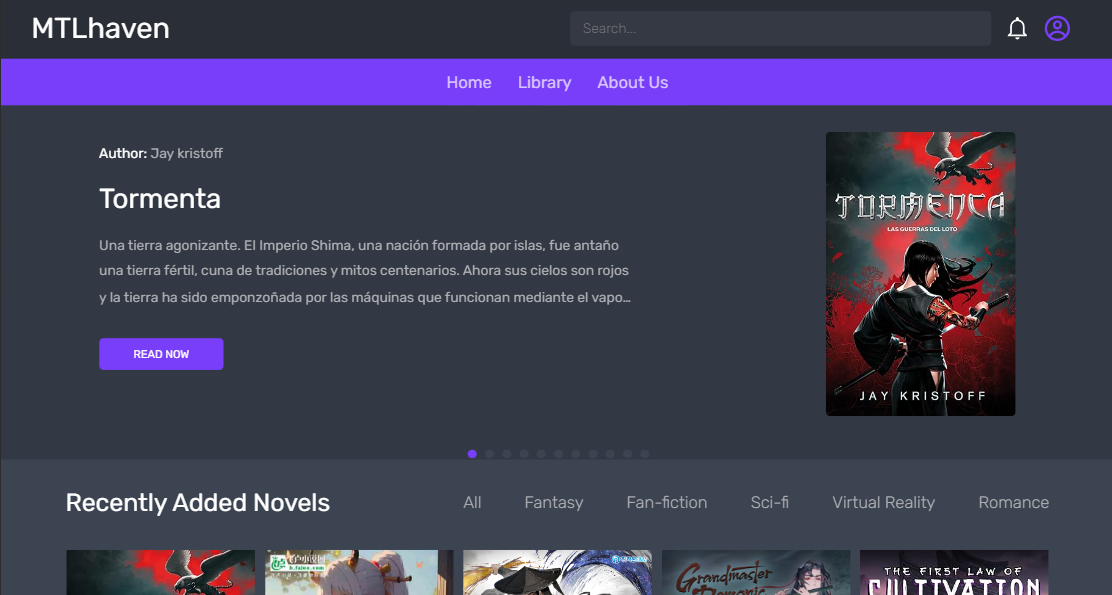 MTLhaven
Search...
Home Library About Us
Author: Jay kristoff
Tormenta
Una tierra agonizante. El Imperio Shima, una nación formada por islas, fue antaño
una tierra fértil, cuna de tradiciones y mitos centenarios. Ahora sus cielos son rojos
y la tierra ha sido emponzoñada por las máquinas que funcionan mediante el vapo...
READ NOW
TORMENTA
LAS GUERRAS DEL LOTO
JAY KRISTOFF
Recently Added Novels
All Fantasy Fan-fiction Sci-fi Virtual Reality Romance
Grandmaster
Demonic
THE FIRST LAW OF
CULTIVATION